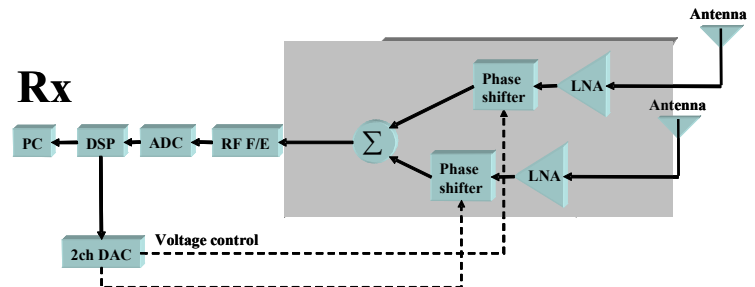 Antenna
Rx
Phase
shifter
LNA
Antenna
PC
DSP
ADC
RF F/E
Σ
Phase
shifter
LNA
Voltage control
2ch DAC